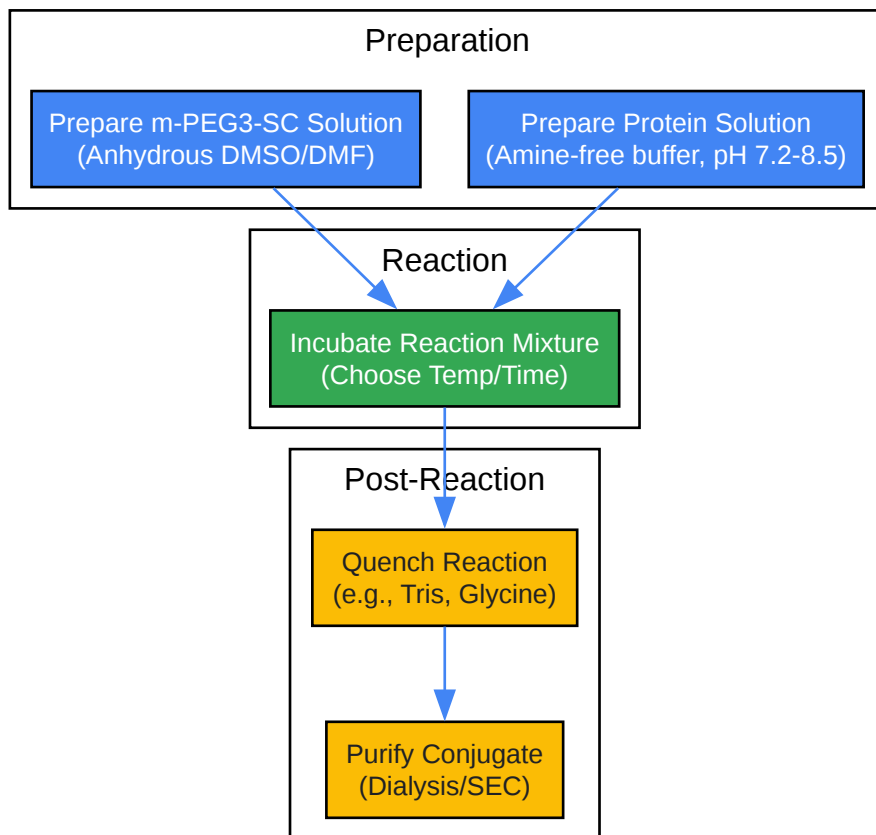 Preparation
Prepare m-PEG3-SC Solution
(Anhydrous DMSO/DMF)
Prepare Protein Solution
(Amine-free buffer, pH 7.2-8.5)
Reaction
Incubate Reaction Mixture
(Choose Temp/Time)
Post-Reaction
Quench Reaction
(e.g., Tris, Glycine)
Purify Conjugate
(Dialysis/SEC)